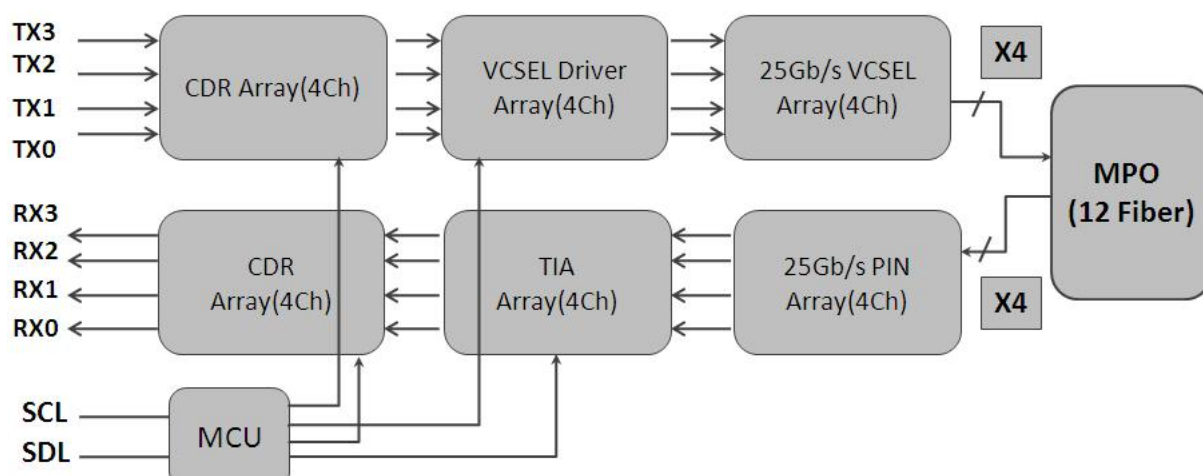 TX3
TX2
TX1
TX0
CDR Array(4Ch)
VCSEL Driver
Array(4Ch)
25Gb/s VCSEL
Array(4Ch)
X4
MPO
(12 Fiber)
RX3
RX2
RX1
RX0
CDR
Array(4Ch)
TIA
Array(4Ch)
25Gb/s PIN
Array(4Ch)
X4
SCL
SDL
MCU